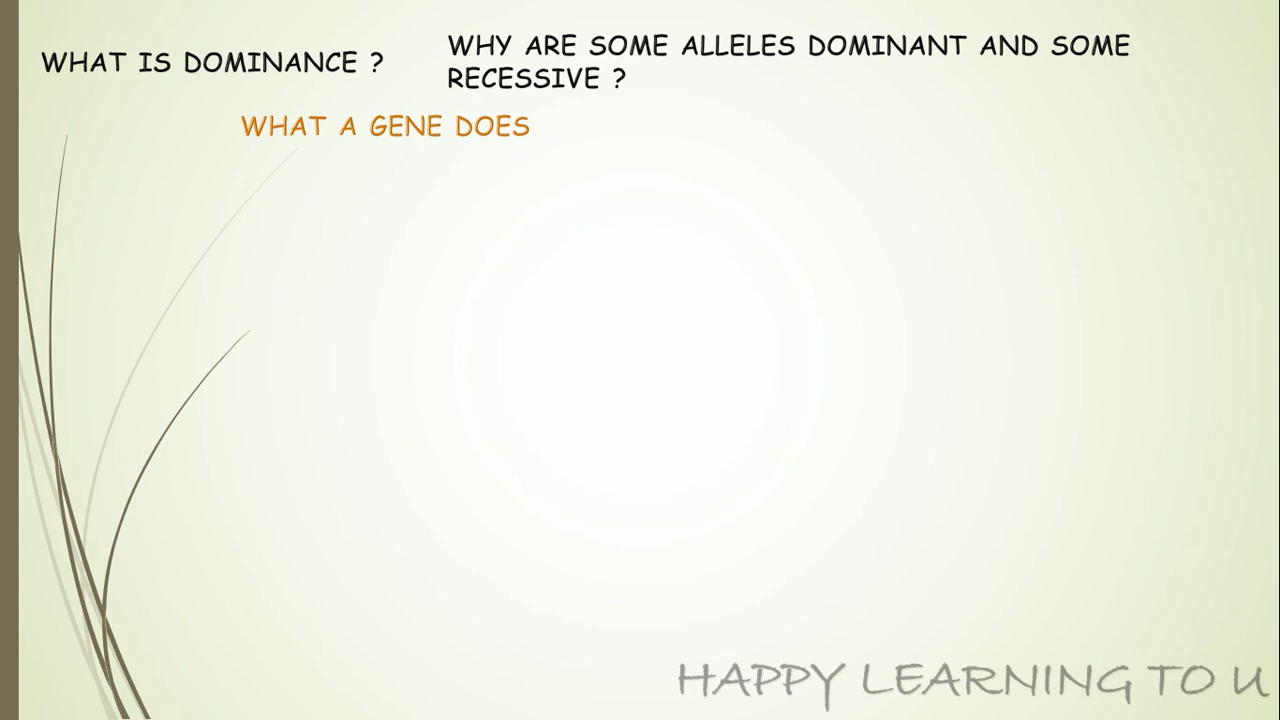 WHAT IS DOMINANCE ?
WHY ARE SOME ALLELES DOMINANT AND SOME
RECESSIVE ?
WHAT A GENE DOES
HAPPY LEARNING TO U